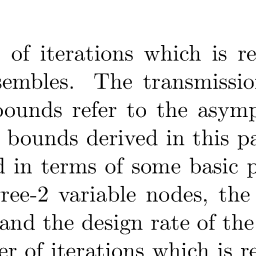 of iterations which is re
sembles. The transmission
bounds refer to the asymp
bounds derived in this pa
d in terms of some basic p
ree-2 variable nodes, the
and the design rate of the
er of iterations which is re